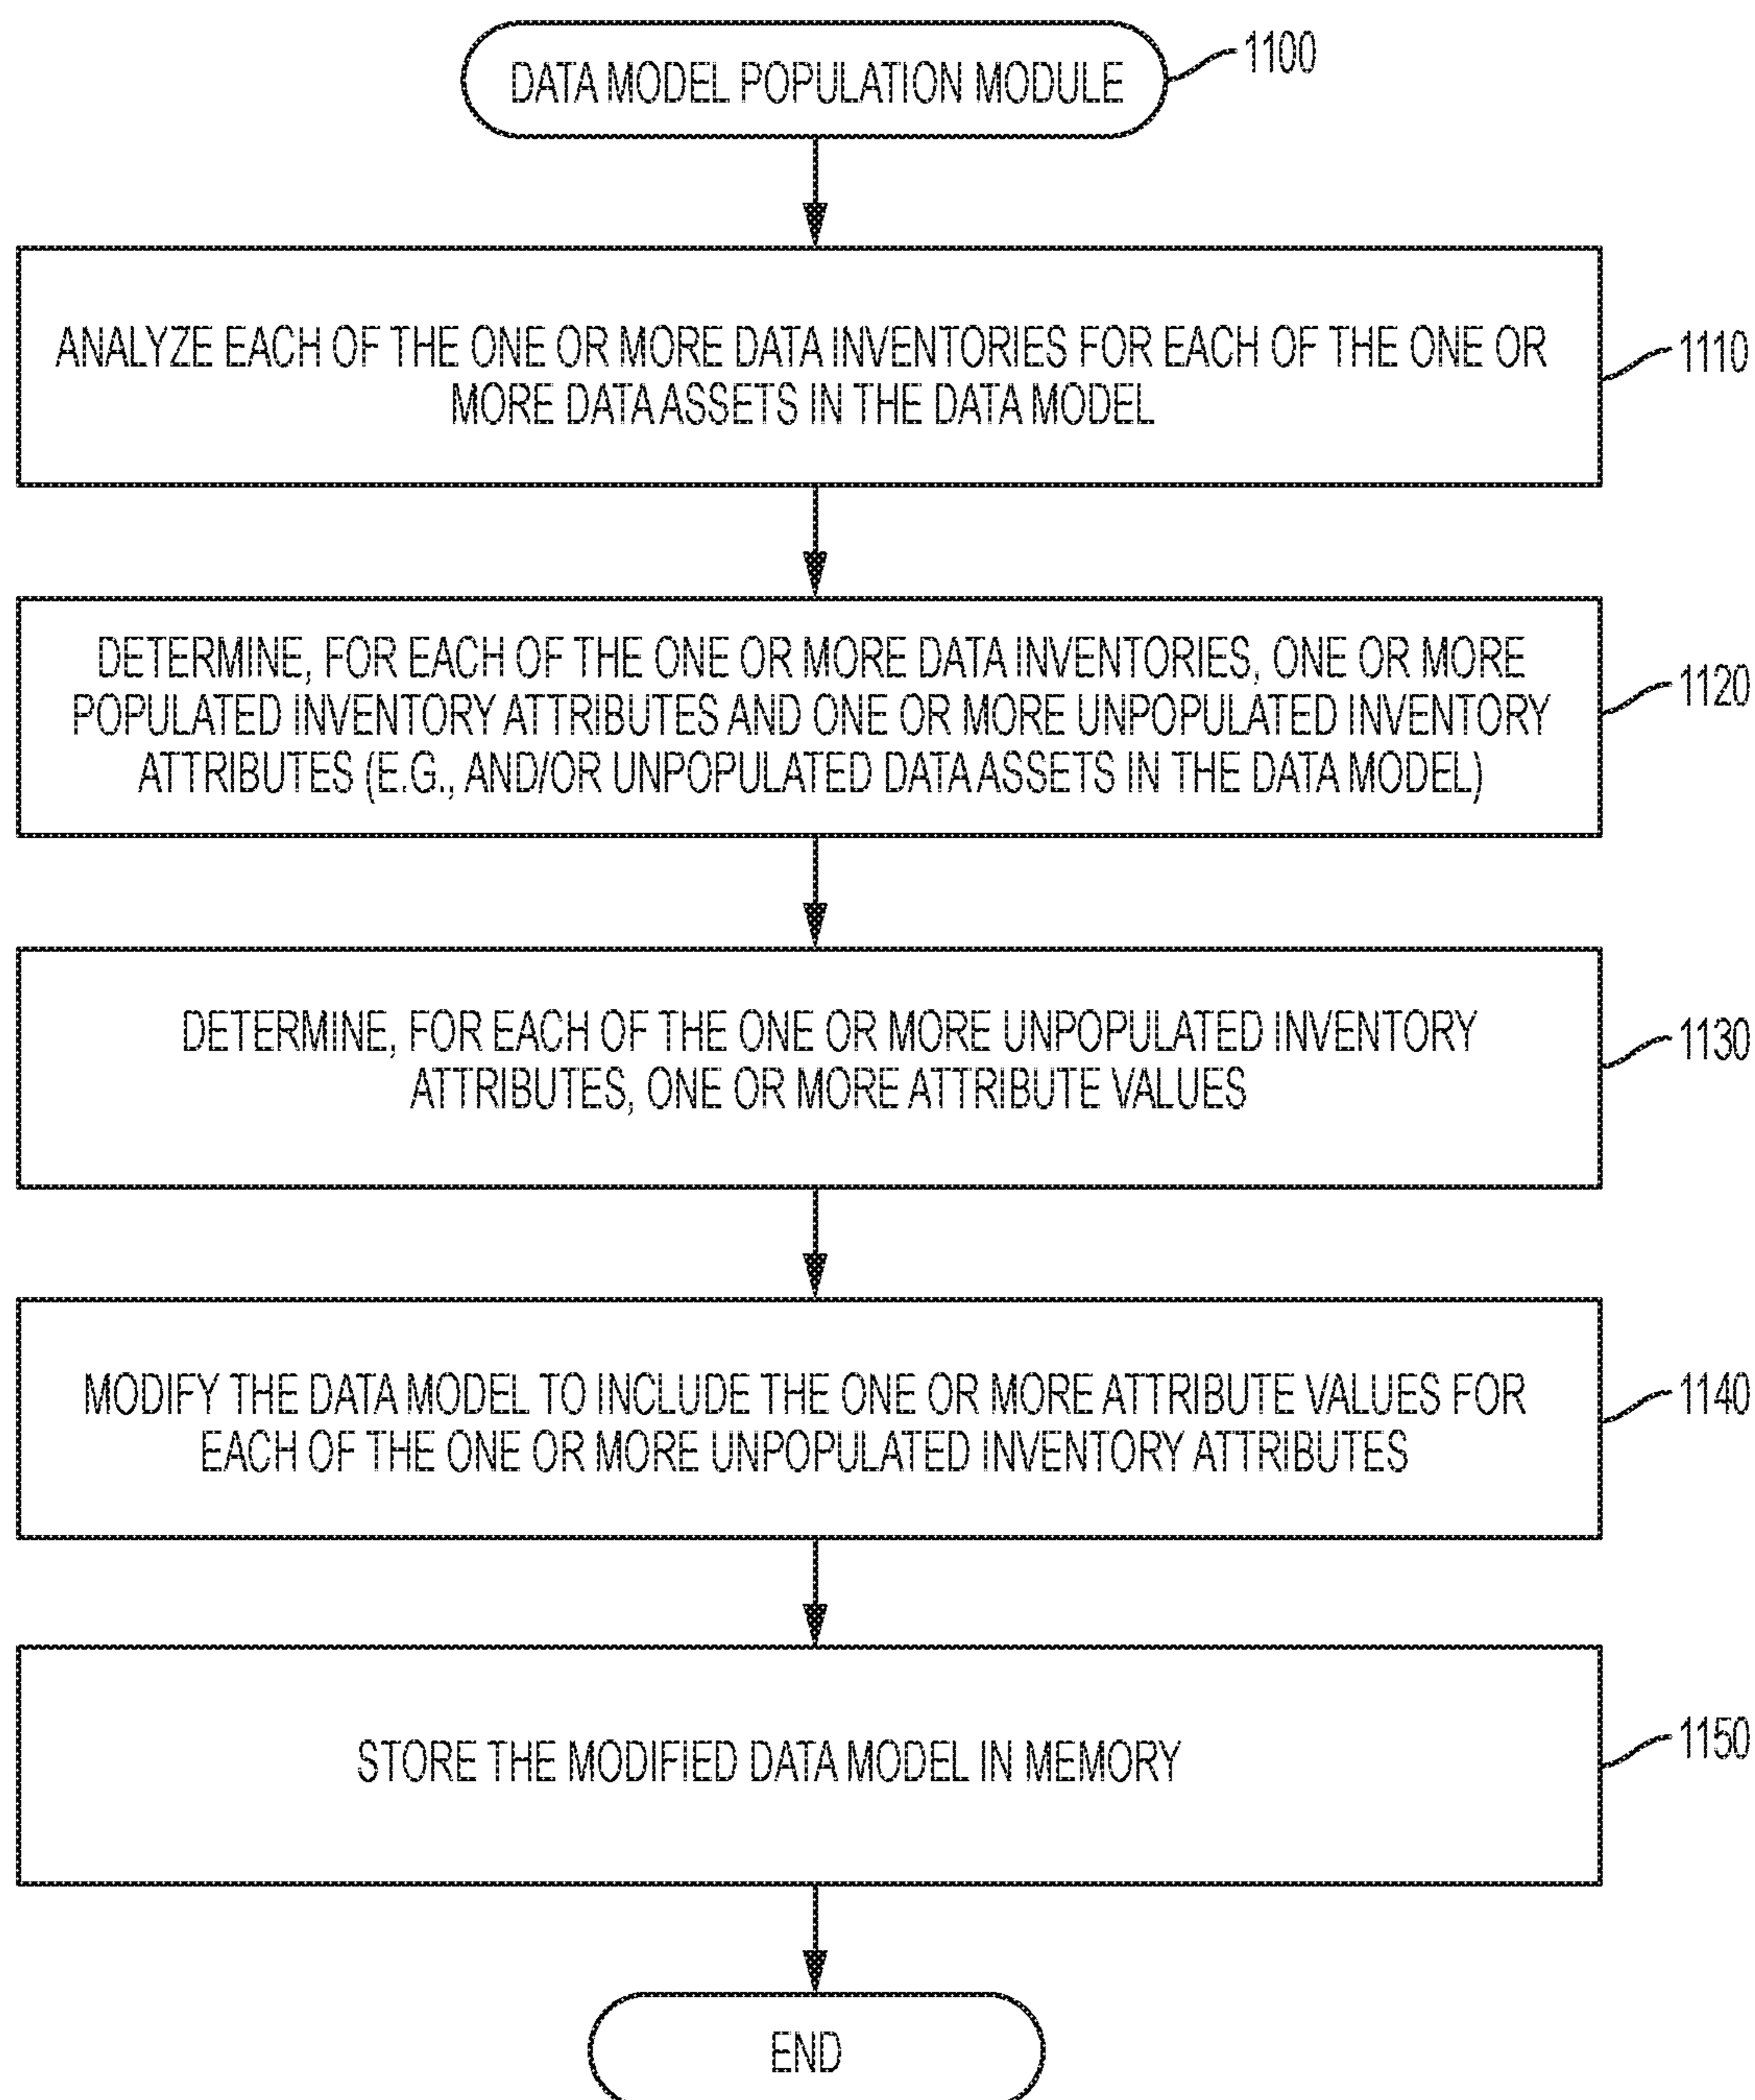 DATA MODEL POPULATION MODULE
1100
ANALYZE EACH OF THE ONE OR MORE DATA INVENTORIES FOR EACH OF THE ONE OR
MORE DATA ASSETS IN THE DATA MODEL
1110
DETERMINE, FOR EACH OF THE ONE OR MORE DATA INVENTORIES, ONE OR MORE
POPULATED INVENTORY ATTRIBUTES AND ONE OR MORE UNPOPULATED INVENTORY
ATTRIBUTES (E.G., AND/OR UNPOPULATED DATA ASSETS IN THE DATA MODEL)
1120
DETERMINE, FOR EACH OF THE ONE OR MORE UNPOPULATED INVENTORY
ATTRIBUTES, ONE OR MORE ATTRIBUTE VALUES
1130
MODIFY THE DATA MODEL TO INCLUDE THE ONE OR MORE ATTRIBUTE VALUES FOR
EACH OF THE ONE OR MORE UNPOPULATED INVENTORY ATTRIBUTES
1140
STORE THE MODIFIED DATA MODEL IN MEMORY
1150
END